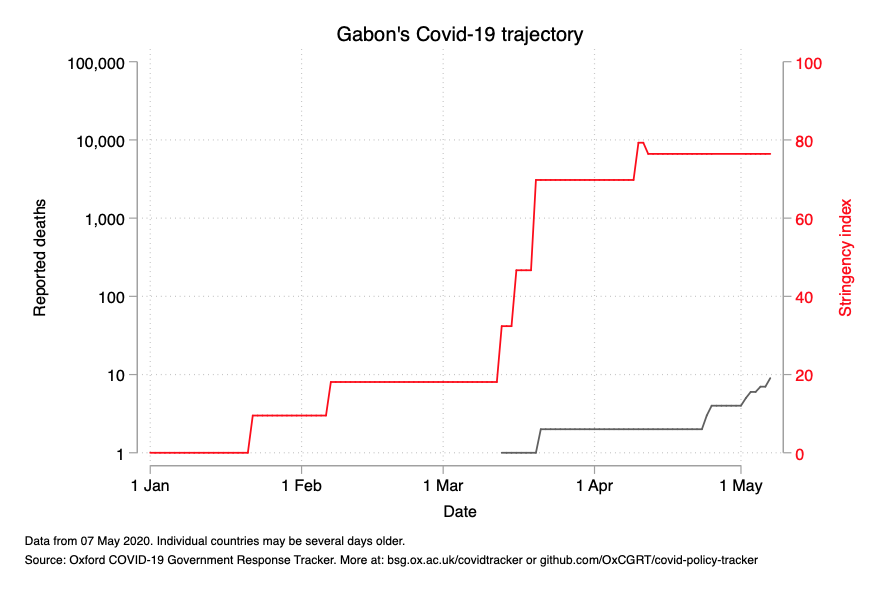 Gabon's Covid-19 trajectory
100,000
10,000
1,000
100
10
1
Reported deaths
100
80
60
40
20
0
Stringency index
1 Jan
1 Feb
1 Mar
1 Apr
1 May
Date
Data from 07 May 2020. Individual countries may be several days older.
Source: Oxford COVID-19 Government Response Tracker. More at: bsg.ox.ac.uk/covidtracker or github.com/OxCGRT/covid-policy-tracker